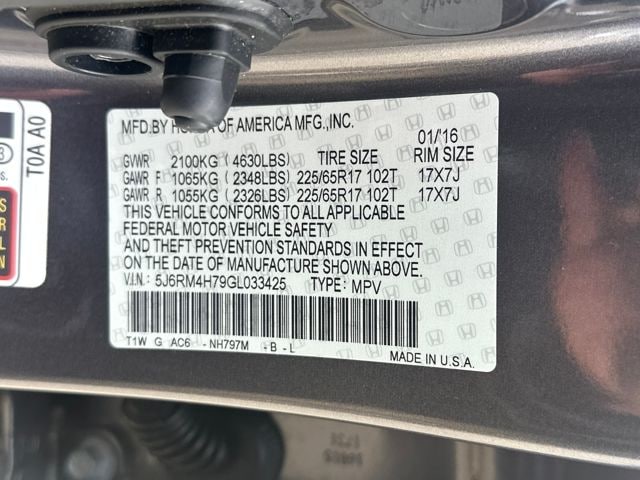 MFD.BY HONDA OF AMERICA MFG.,INC.
01/'16
GVWR 2100KG ( 4630LBS) TIRE SIZE RIM SIZE
GAWR F 1065KG ( 2348LBS) 225/65R17 102T 17X7J
GAWR R 1055KG ( 2326LBS) 225/65R17 102T 17X7J
THIS VEHICLE CONFORMS TO ALL APPLICABLE
FEDERAL MOTOR VEHICLE SAFETY
AND THEFT PREVENTION STANDARDS IN EFFECT
ON THE DATE OF MANUFACTURE SHOWN ABOVE.
V.I.N.: 5J6RM4H79GL033425 TYPE: MPV
T1W G AC6 - NH797M - B - L
MADE IN U.S.A.
T0A A0